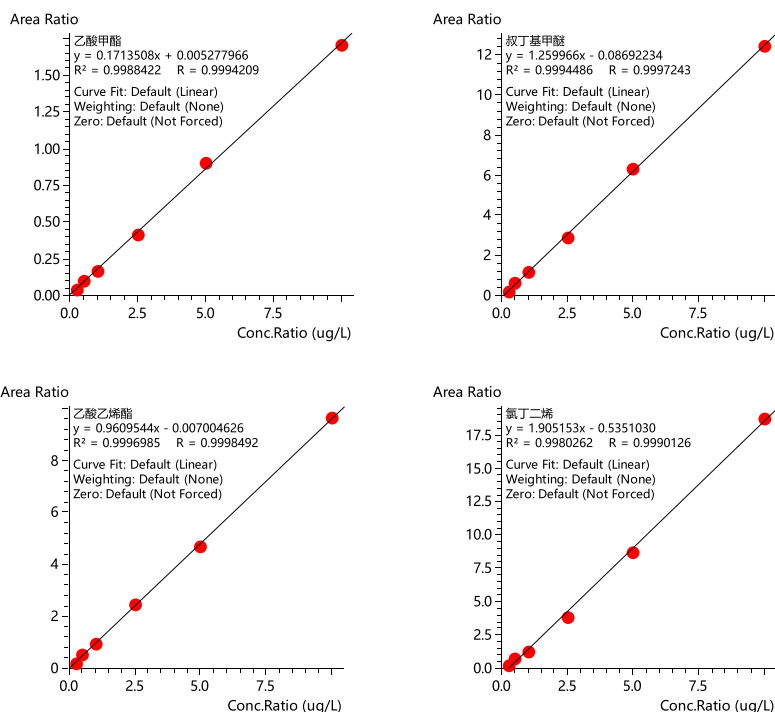 Area Ratio
乙酸甲酯
y = 0.1713508x + 0.005277966
R² = 0.9988422 R = 0.9994209
Curve Fit: Default (Linear)
Weighting: Default (None)
Zero: Default (Not Forced)
1.50
1.25
1.00
0.75
0.50
0.25
0.00
0.0 2.5 5.0 7.5
Conc.Ratio (ug/L)
Area Ratio
叔丁基甲醚
y = 1.259966x - 0.08692234
R² = 0.9994486 R = 0.9997243
Curve Fit: Default (Linear)
Weighting: Default (None)
Zero: Default (Not Forced)
12
10
8
6
4
2
0
0.0 2.5 5.0 7.5
Conc.Ratio (ug/L)
Area Ratio
乙酸乙烯酯
y = 0.9609544x - 0.007004626
R² = 0.9996985 R = 0.9998492
Curve Fit: Default (Linear)
Weighting: Default (None)
Zero: Default (Not Forced)
8
6
4
2
0
0.0 2.5 5.0 7.5
Conc.Ratio (ug/L)
Area Ratio
氯丁二烯
y = 1.905153x - 0.5351030
R² = 0.9980262 R = 0.9990126
Curve Fit: Default (Linear)
Weighting: Default (None)
Zero: Default (Not Forced)
17.5
15.0
12.5
10.0
7.5
5.0
2.5
0.0
0.0 2.5 5.0 7.5
Conc.Ratio (ug/L)